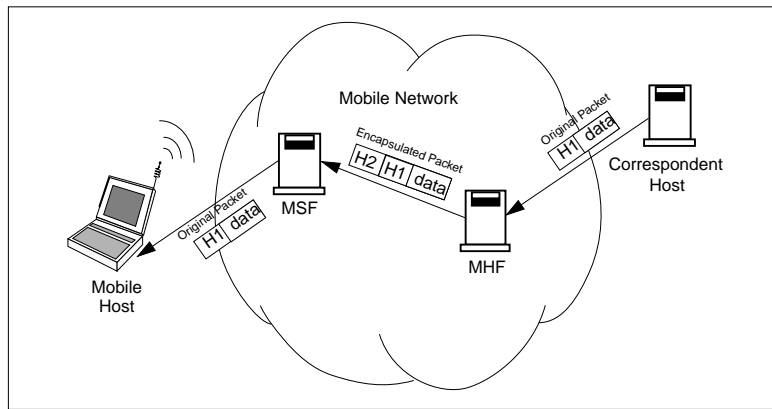 Mobile Network
Original Packet
H1 data
Correspondent
Host
Encapsulated Packet
H2 H1 data
MSF
MHF
Original Packet
H1 data
Mobile
Host